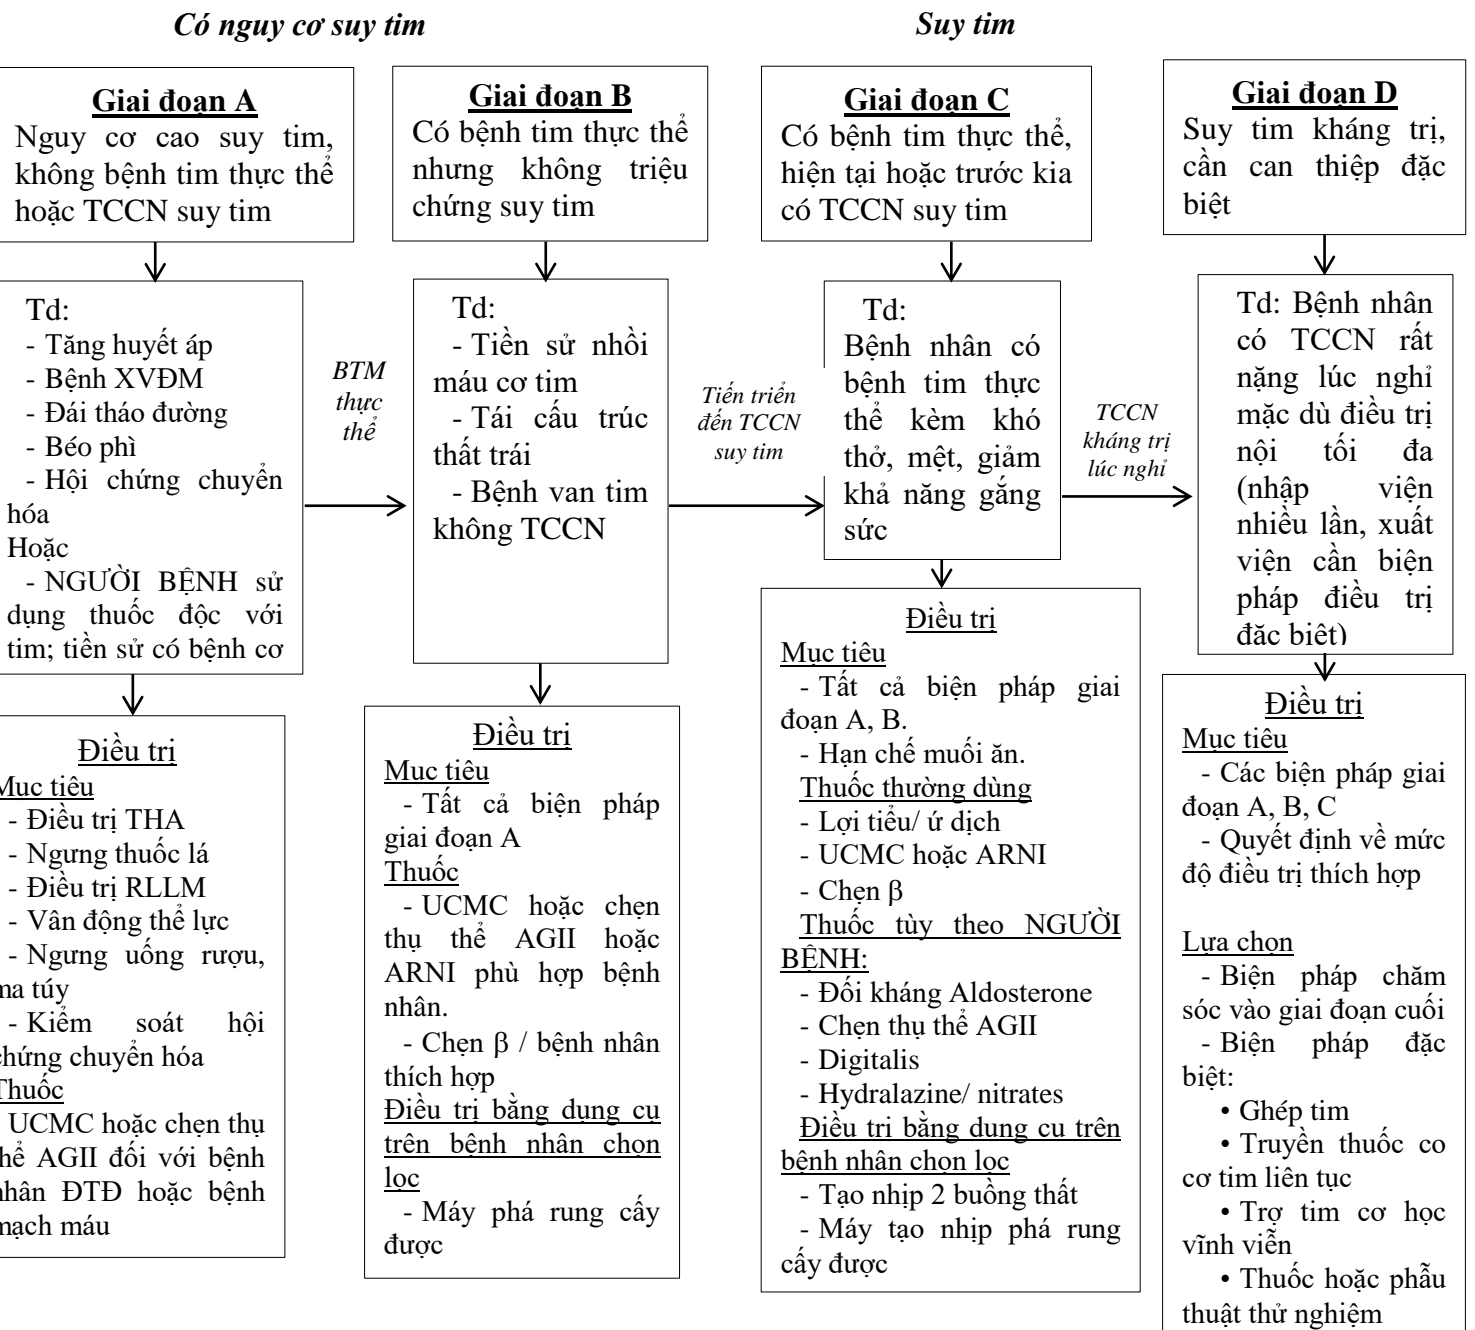 Có nguy cơ suy tim
Suy tim
Giai đoạn A
Nguy cơ cao suy tim,
không bệnh tim thực thể
hoặc TCCN suy tim
Giai đoạn B
Có bệnh tim thực thể
nhưng không triệu
chứng suy tim
Giai đoạn C
Có bệnh tim thực thể,
hiện tại hoặc trước kia
có TCCN suy tim
Giai đoạn D
Suy tim kháng trị,
cần can thiệp đặc
biệt
Td:
- Tăng huyết áp
- Bệnh XVĐM
- Đái tháo đường
- Béo phì
- Hội chứng chuyển
hóa
Hoặc
- NGƯỜI BỆNH sử
dụng thuốc độc với
tim; tiền sử có bệnh cơ
BTM
thực
thể
Td:
- Tiền sử nhồi
máu cơ tim
- Tái cấu trúc
thất trái
- Bệnh van tim
không TCCN
Tiến triển
đến TCCN
suy tim
Td:
Bệnh nhân có
bệnh tim thực
thể kèm khó
thở, mệt, giảm
khả năng gắng
sức
TCCN
kháng trị
lúc nghỉ
Td: Bệnh nhân
có TCCN rất
nặng lúc nghỉ
mặc dù điều trị
nội tối đa
(nhập viện
nhiều lần, xuất
viện cần biện
pháp điều trị
đặc biệt)
Điều trị
Mục tiêu
- Điều trị THA
- Ngưng thuốc lá
- Điều trị RLLM
- Vân động thể lực
- Ngưng uống rượu,
ma túy
- Kiểm soát hội
chứng chuyển hóa
Thuốc
UCMC hoặc chẹn thụ
thể AGII đối với bệnh
nhân ĐTĐ hoặc bệnh
mạch máu
Điều trị
Mục tiêu
- Tất cả biện pháp
giai đoạn A
Thuốc
- UCMC hoặc chẹn
thụ thể AGII hoặc
ARNI phù hợp bệnh
nhân.
- Chẹn β / bệnh nhân
thích hợp
Điều trị bằng dụng cụ
trên bệnh nhân chọn
lọc
- Máy phá rung cấy
được
Điều trị
Mục tiêu
- Tất cả biện pháp giai
đoạn A, B.
- Hạn chế muối ăn.
Thuốc thường dùng
- Lợi tiểu/ ứ dịch
- UCMC hoặc ARNI
- Chẹn β
Thuốc tùy theo NGƯỜI
BỆNH:
- Đối kháng Aldosterone
- Chẹn thụ thể AGII
- Digitalis
- Hydralazine/ nitrates
Điều trị bằng dụng cụ trên
bệnh nhân chọn lọc
- Tạo nhịp 2 buồng thất
- Máy tạo nhịp phá rung
cấy được
Điều trị
Mục tiêu
- Các biện pháp giai
đoạn A, B, C
- Quyết định về mức
độ điều trị thích hợp
Lựa chọn
- Biện pháp chăm
sóc vào giai đoạn cuối
- Biện pháp đặc
biệt:
• Ghép tim
• Truyền thuốc co
cơ tim liên tục
• Trợ tim cơ học
vĩnh viễn
• Thuốc hoặc phẫu
thuật thử nghiệm